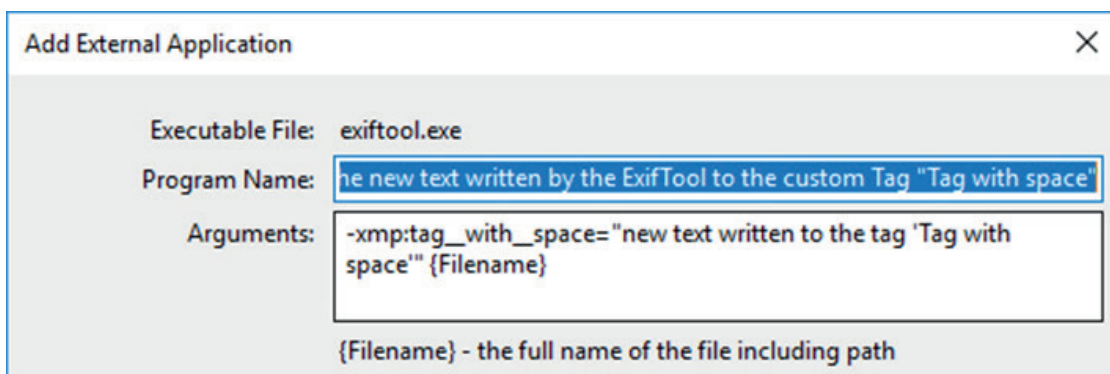 Add External Application
Executable File: exiftool.exe
Program Name: he new text written by the ExifTool to the custom Tag "Tag with space"
Arguments: -xmp:tag__with__space="new text written to the tag 'Tag with
space'" {Filename}
{Filename} - the full name of the file including path